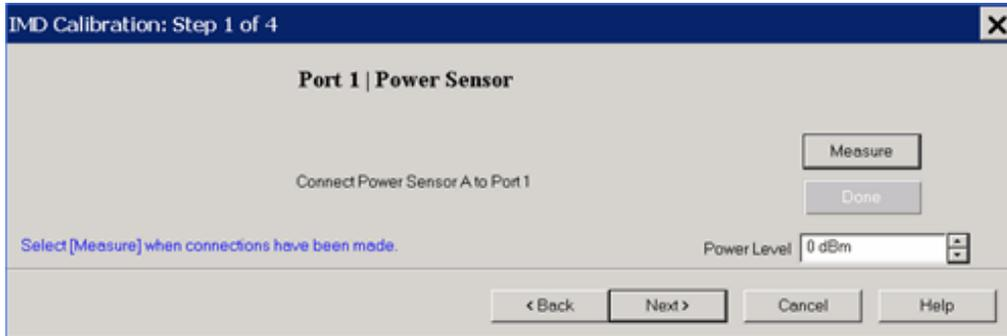 IMD Calibration: Step 1 of 4
Port 1 | Power Sensor
Measure
Connect Power Sensor A to Port 1
Done
Select [Measure] when connections have been made.
Power Level 0 dBm
< Back Next > Cancel Help